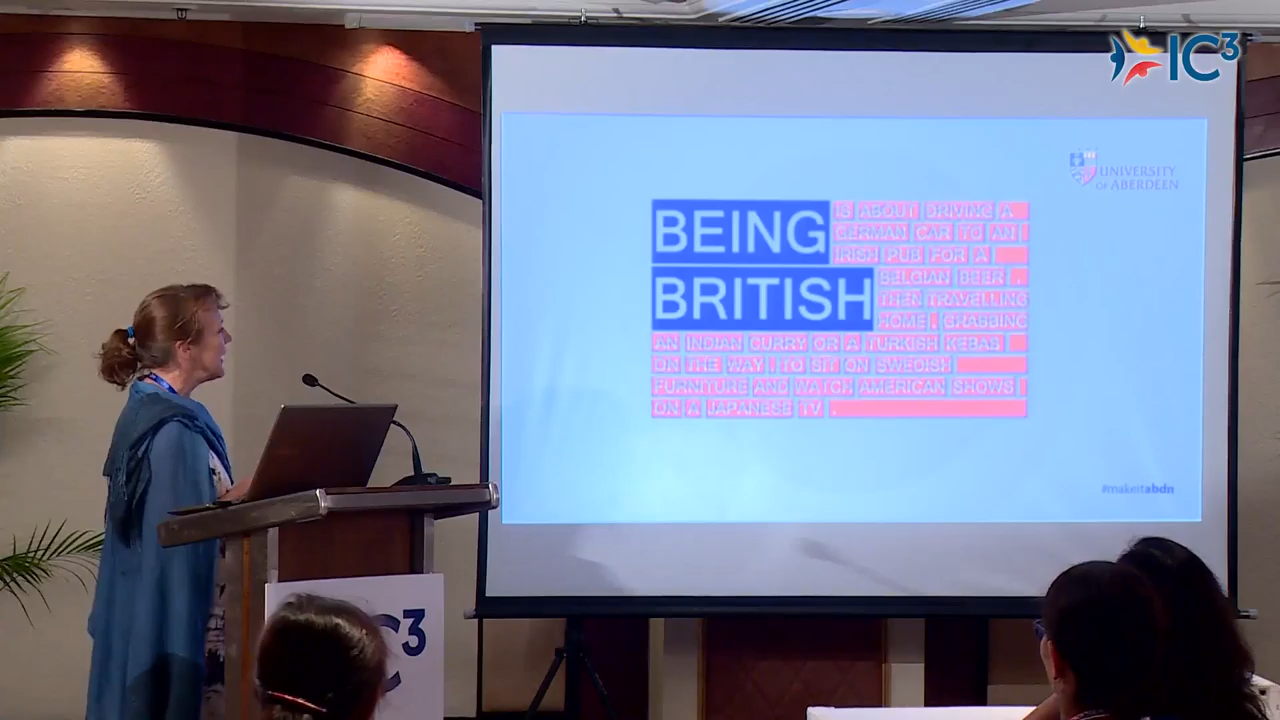 IC3
UNIVERSITY
OF ABERDEEN
BEING
BRITISH
IS ABOUT DRIVING A
GERMAN CAR TO AN
IRISH PUB FOR A
BELGIAN BEER,
THEN TRAVELLING
HOME, GRABBING
AN INDIAN CURRY OR A TURKISH KEBAB
ON THE WAY, TO SIT ON SWEDISH
FURNITURE AND WATCH AMERICAN SHOWS
ON A JAPANESE TV.
#makeitabdn
C3